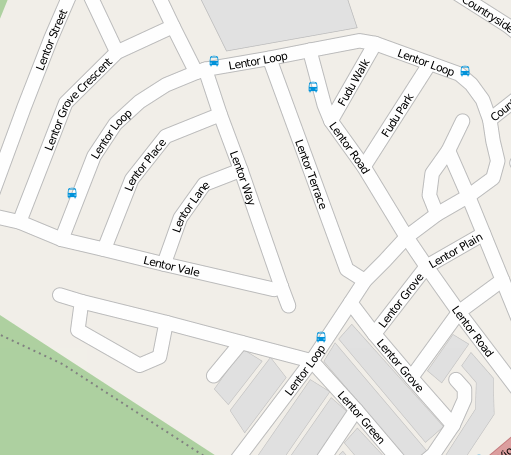 Countryside
Lentor Street
Lentor Loop
Lentor Loop
Lentor Grove Crescent
Fudu Walk
Fudu Park
Lentor Loop
Lentor Road
Lentor Place
Lentor Way
Lentor Terrace
Lentor Lane
Lentor Plain
Lentor Vale
Lentor Grove
Lentor Road
Lentor Loop
Lentor Grove
Lentor Green